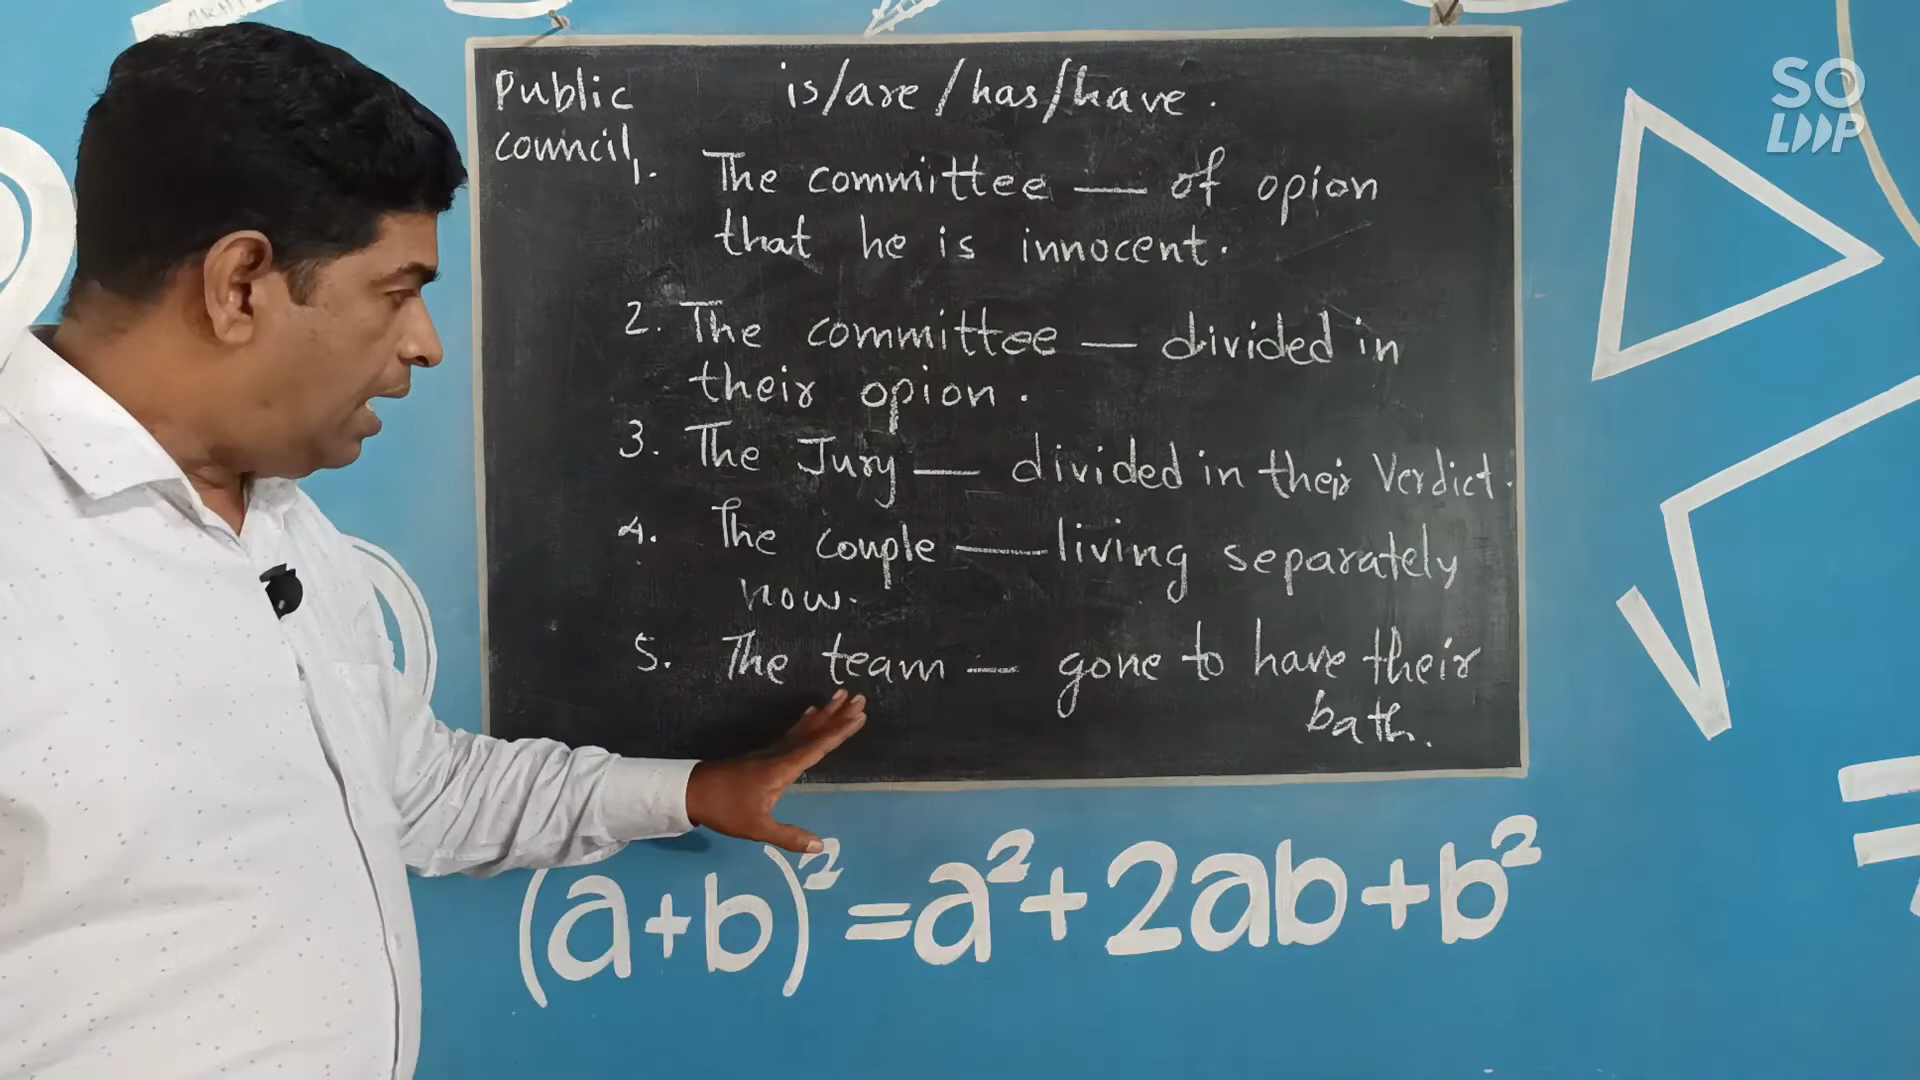 Public
council,
is/are/has/have.
1. The committee — of opion
that he is innocent.
2. The committee — divided in
their opion.
3. The Jury — divided in their Verdict.
4. The couple — living separately
now.
5. The team — gone to have their
bath.
(a+b)²=a²+2ab+b²
SO
LOOP